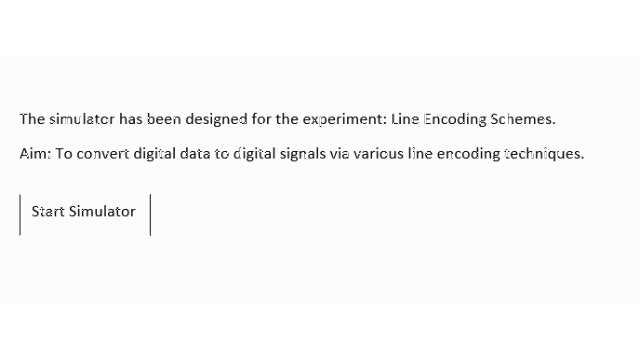 The simulator has been designed for the experiment: Line Encoding Schemes.
Aim: To convert digital data to digital signals via various line encoding techniques.
Start Simulator